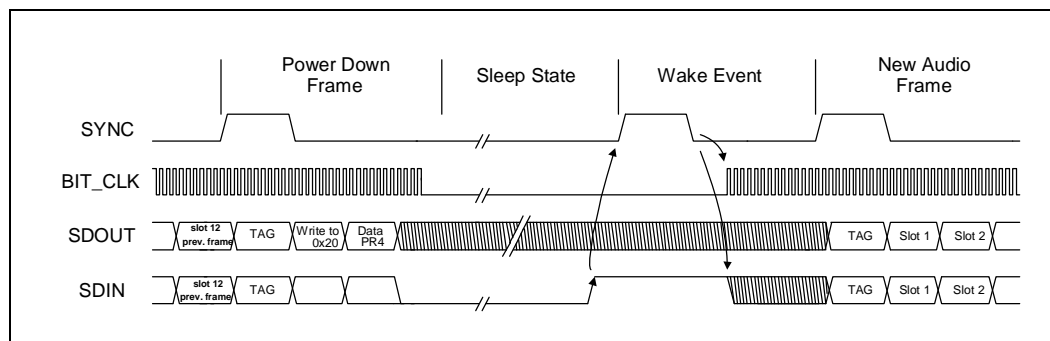 Power Down
Frame
Sleep State
Wake Event
New Audio
Frame
SYNC
BIT_CLK
SDOUT
slot 12
prev. frame
TAG
Write to
0x20
Data
PR4
TAG
Slot 1
Slot 2
SDIN
slot 12
prev. frame
TAG
TAG
Slot 1
Slot 2